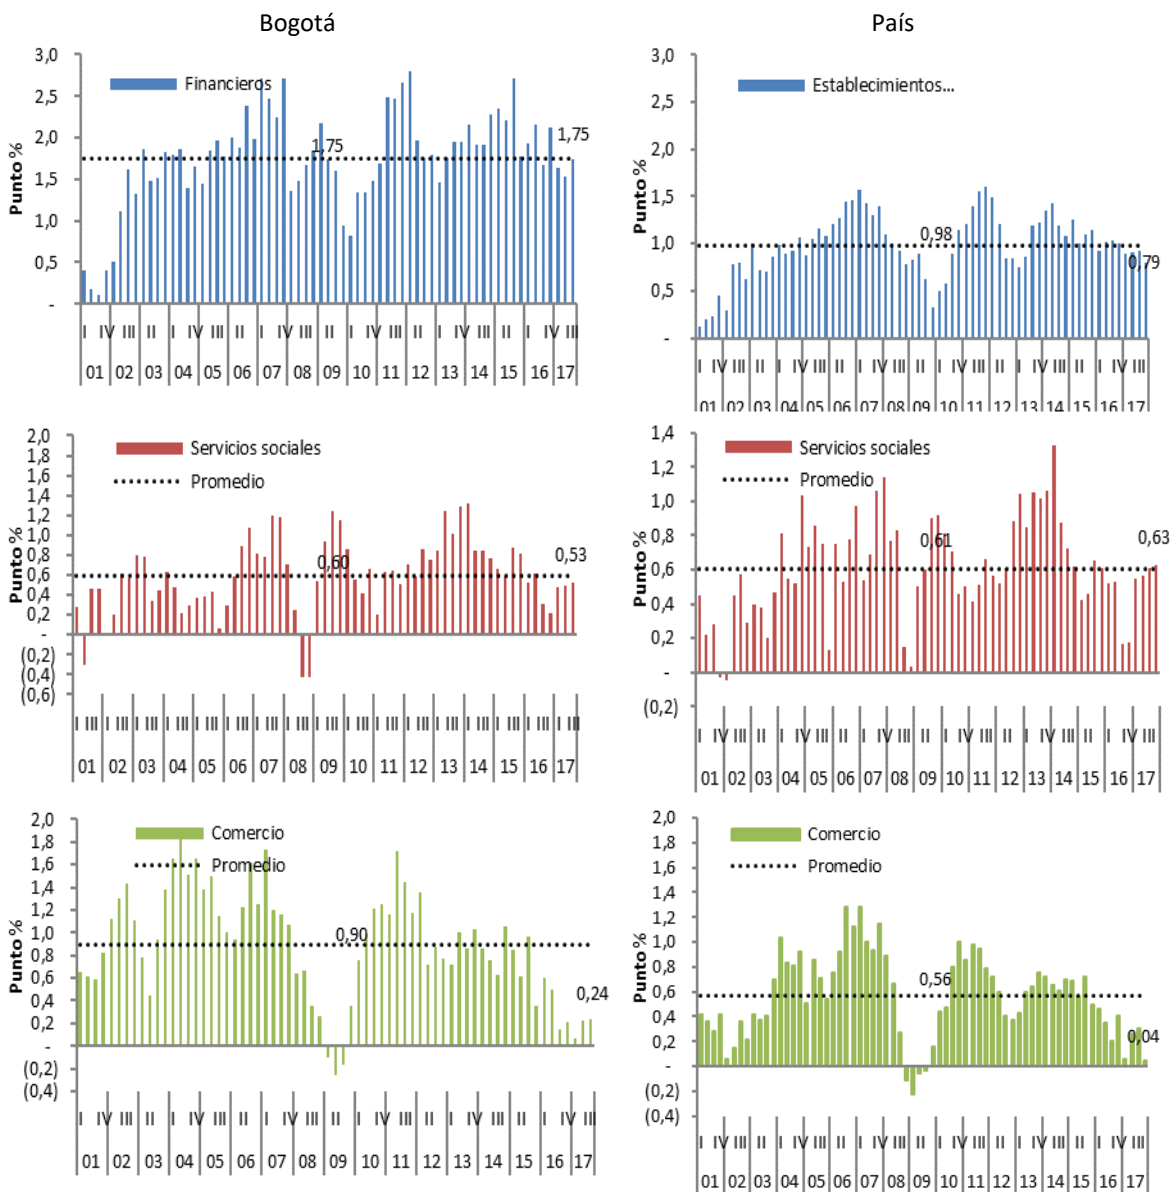 Bogotá
País
3,0
2,5
2,0
1,5
1,0
0,5
-
Punto %
Financieros
1,75
1,75
I IV III II I IV III II I IV III II I IV III II I IV III II I IV III
01 02 03 04 05 06 07 08 09 10 11 12 13 14 15 16 17
3,0
2,5
2,0
1,5
1,0
0,5
-
Punto %
Establecimientos...
0,98
0,79
I IV III II I IV III II I IV III II I IV III II I IV III II I IV III
01 02 03 04 05 06 07 08 09 10 11 12 13 14 15 16 17
2,0
1,8
1,6
1,4
1,2
1,0
0,8
0,6
0,4
0,2
-
(0,2)
(0,4)
(0,6)
Punto %
Servicios sociales
Promedio
0,60
0,53
I III I III I III I III I III I III I III I III I III I III I III I III I III I III I III I III I III
01 02 03 04 05 06 07 08 09 10 11 12 13 14 15 16 17
1,4
1,2
1,0
0,8
0,6
0,4
0,2
-
(0,2)
Punto %
Servicios sociales
Promedio
0,61
0,63
I IV III II I IV III II I IV III II I IV III II I IV III II I IV III
01 02 03 04 05 06 07 08 09 10 11 12 13 14 15 16 17
2,0
1,8
1,6
1,4
1,2
1,0
0,8
0,6
0,4
0,2
-
(0,2)
(0,4)
Punto %
Comercio
Promedio
0,90
0,24
I IV III II I IV III II I IV III II I IV III II I IV III II I IV III
01 02 03 04 05 06 07 08 09 10 11 12 13 14 15 16 17
2,0
1,8
1,6
1,4
1,2
1,0
0,8
0,6
0,4
0,2
-
(0,2)
(0,4)
Punto %
Comercio
Promedio
0,56
0,04
I IV III II I IV III II I IV III II I IV III II I IV III II I IV III
01 02 03 04 05 06 07 08 09 10 11 12 13 14 15 16 17